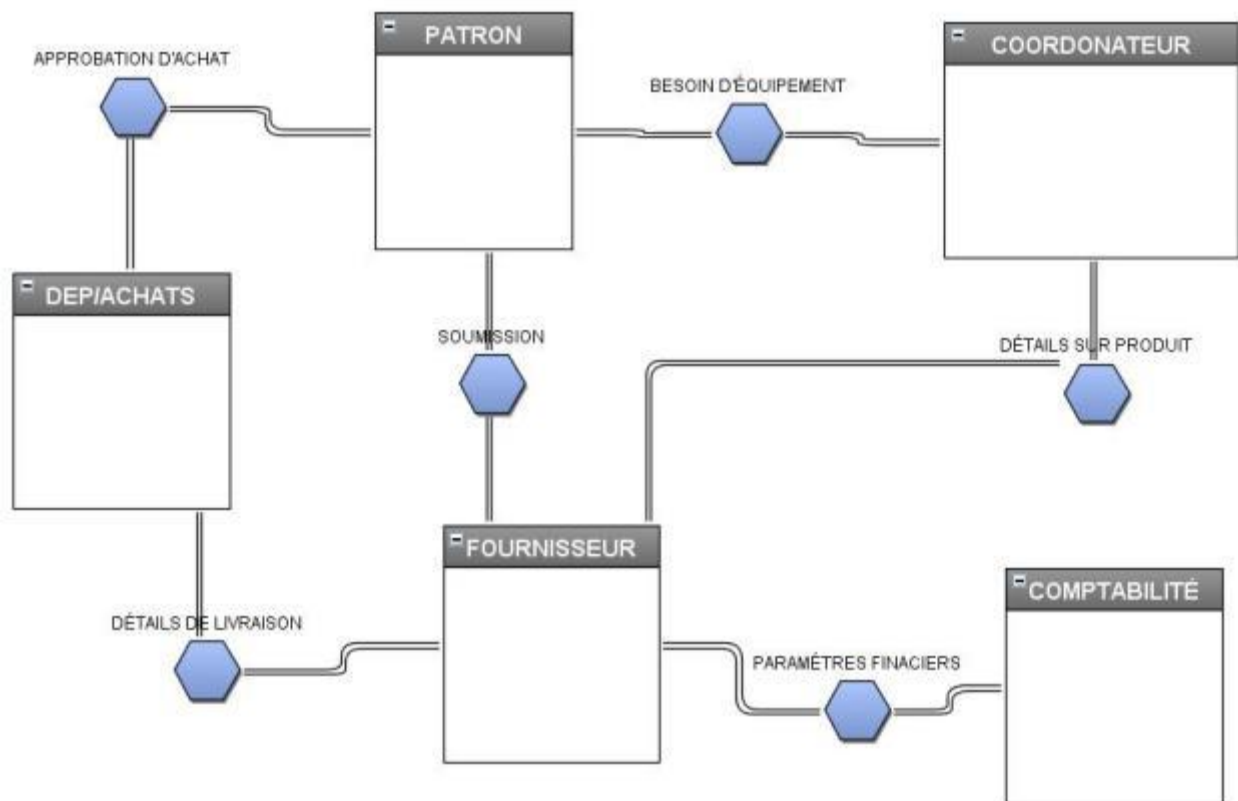 PATRON
COORDONATEUR
APPROBATION D'ACHAT
BESOIN D'ÉQUIPEMENT
DEP/ACHATS
SOUMISSION
DÉTAILS SUR PRODUIT
FOURNISSEUR
COMPTABILITÉ
DÉTAILS DE LIVRAISON
PARAMÉTRES FINACIERS